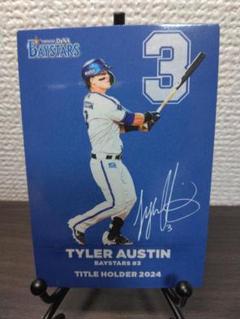 YOKOHAMA DeNA
BAYSTARS
3
TYLER AUSTIN
BAYSTARS #3
TITLE HOLDER 2024